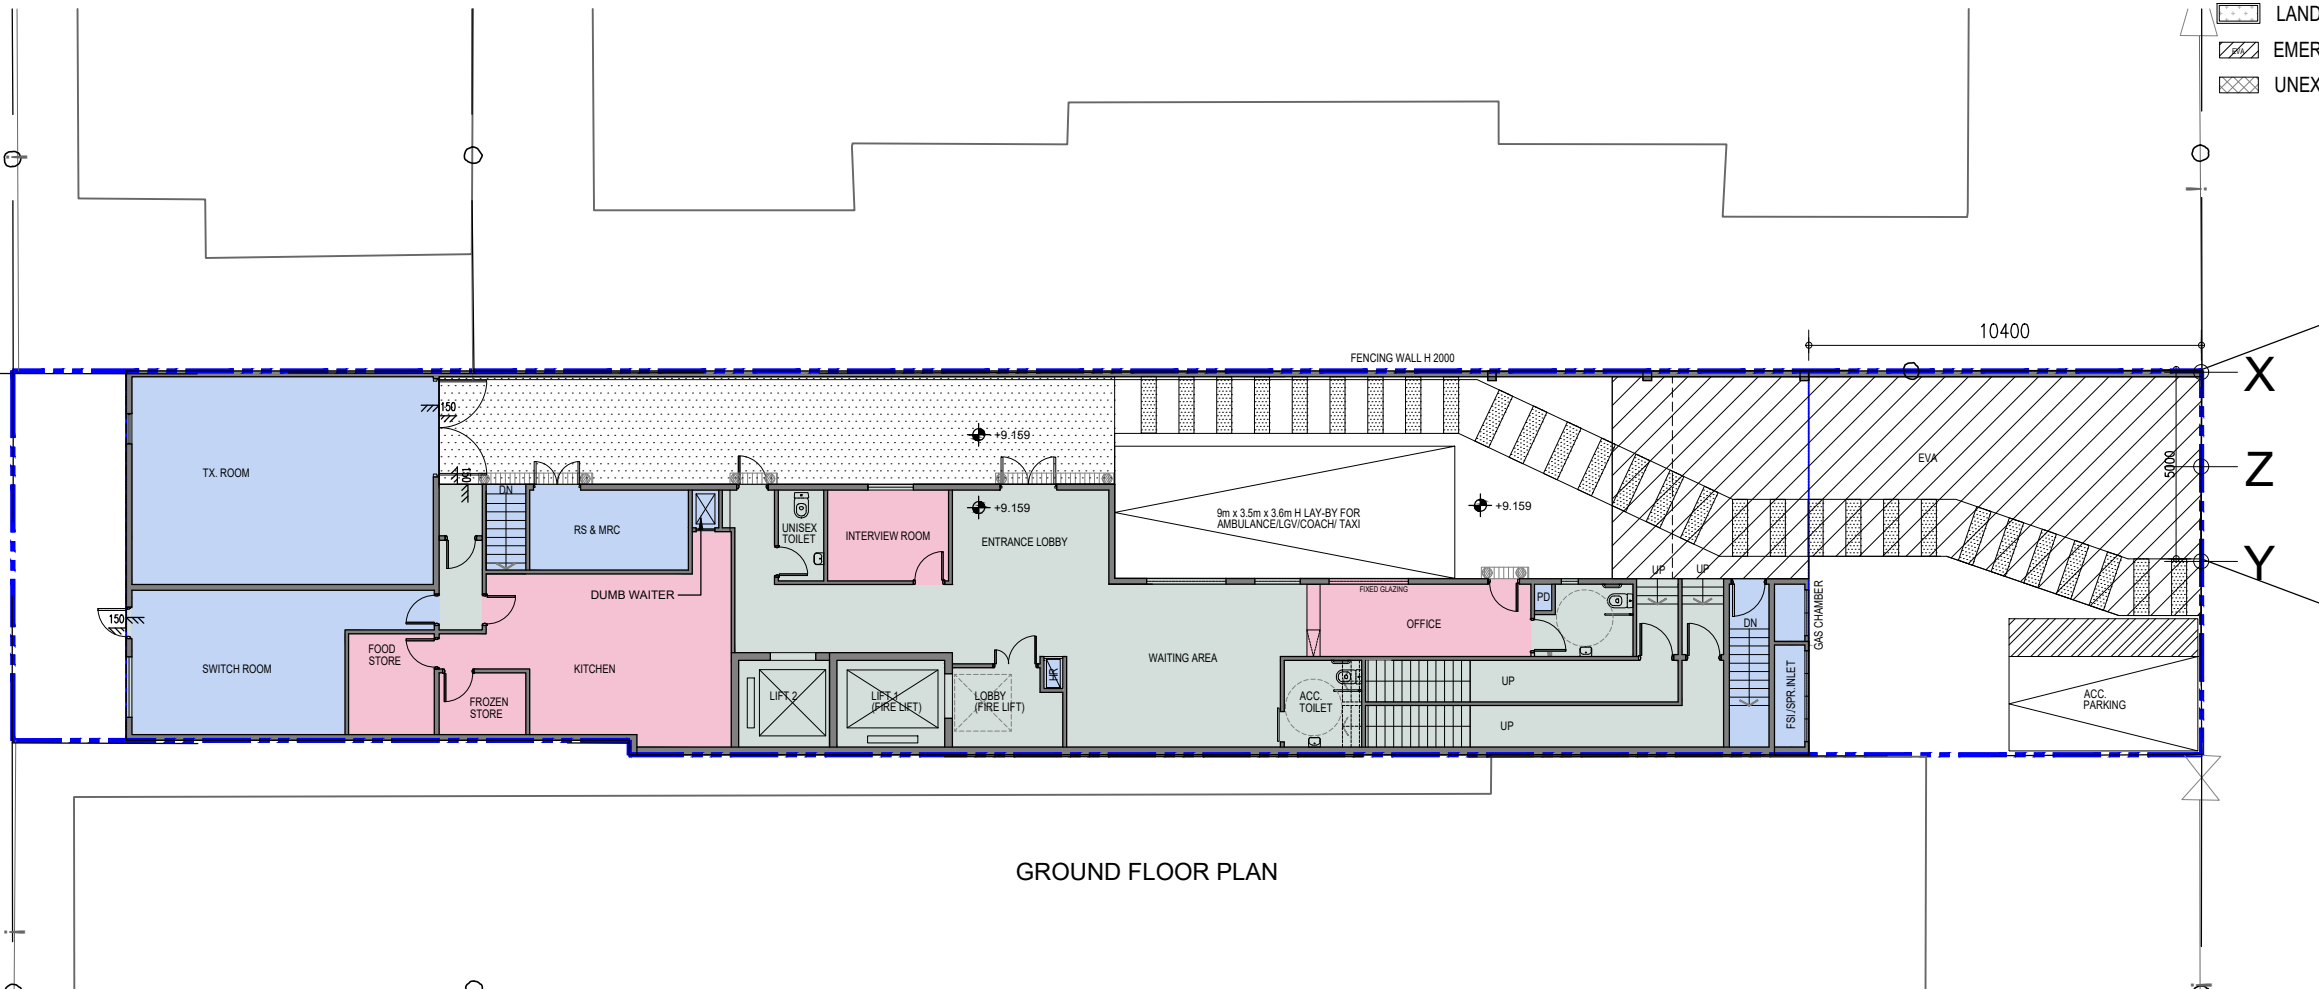 LAND
EMER
EVA
UNEX
10400
FENCING WALL H 2000
X
150
+9.159
TX. ROOM
EVA
5000
Z
150
DN
+9.159
+9.159
9m x 3.5m x 3.6m H LAY-BY FOR
AMBULANCE/LGV/COACH/ TAXI
RS & MRC
UNISEX
TOILET
INTERVIEW ROOM
ENTRANCE LOBBY
Y
UP
UP
DUMB WAITER
FIXED GLAZING
PD
OFFICE
GAS CHAMBER
150
DN
FOOD
STORE
SWITCH ROOM
KITCHEN
WAITING AREA
HR
FROZEN
STORE
LIFT 2
LIFT 1
(FIRE LIFT)
LOBBY
(FIRE LIFT)
ACC.
TOILET
UP
UP
FSI./SPR.INLET
ACC.
PARKING
GROUND FLOOR PLAN